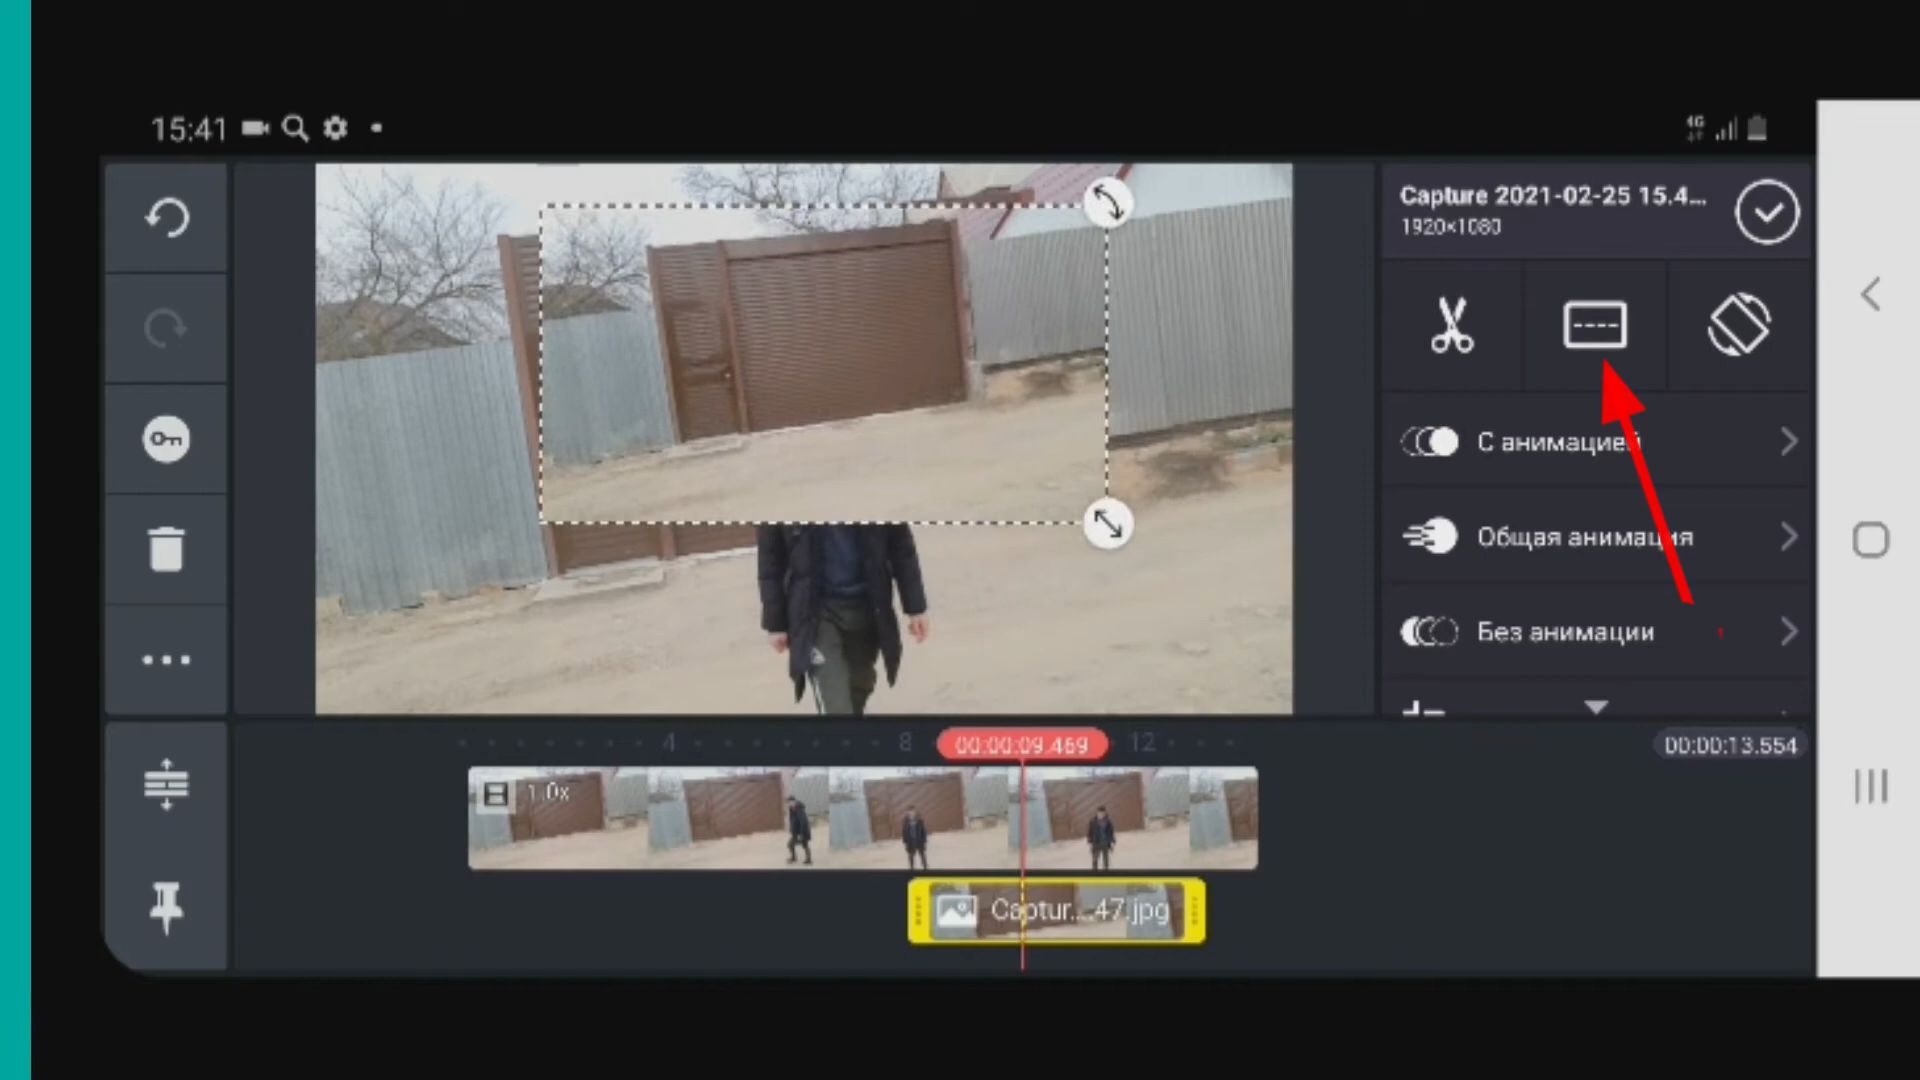 15:41
4G
Capture 2021-02-25 15.4...
1920×1080
С анимацией
Общая анимация
Без анимации
4
8
00:00:09.469
12
00:00:13.554
1.0x
Captur....47.jpg